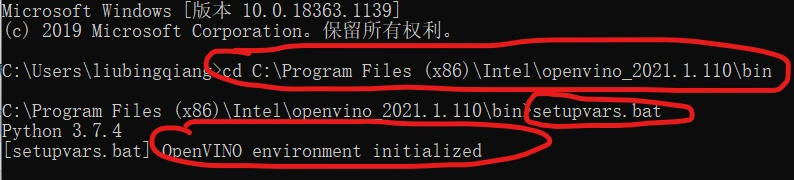 Microsoft Windows [版本 10.0.18363.1139]
(c) 2019 Microsoft Corporation。保留所有权利。
C:\Users\liubingqiang>cd C:\Program Files (x86)\Intel\openvino_2021.1.110\bin
C:\Program Files (x86)\Intel\openvino_2021.1.110\bin>setupvars.bat
Python 3.7.4
[setupvars.bat] OpenVINO environment initialized